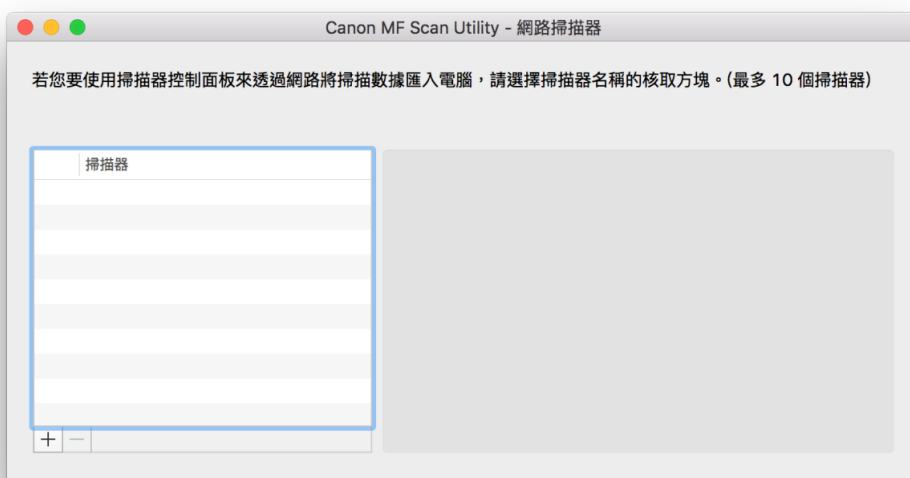 Canon MF Scan Utility - 網路掃描器
若您要使用掃描器控制面板來透過網路將掃描數據匯入電腦，請選擇掃描器名稱的核取方塊。(最多 10 個掃描器)
掃描器